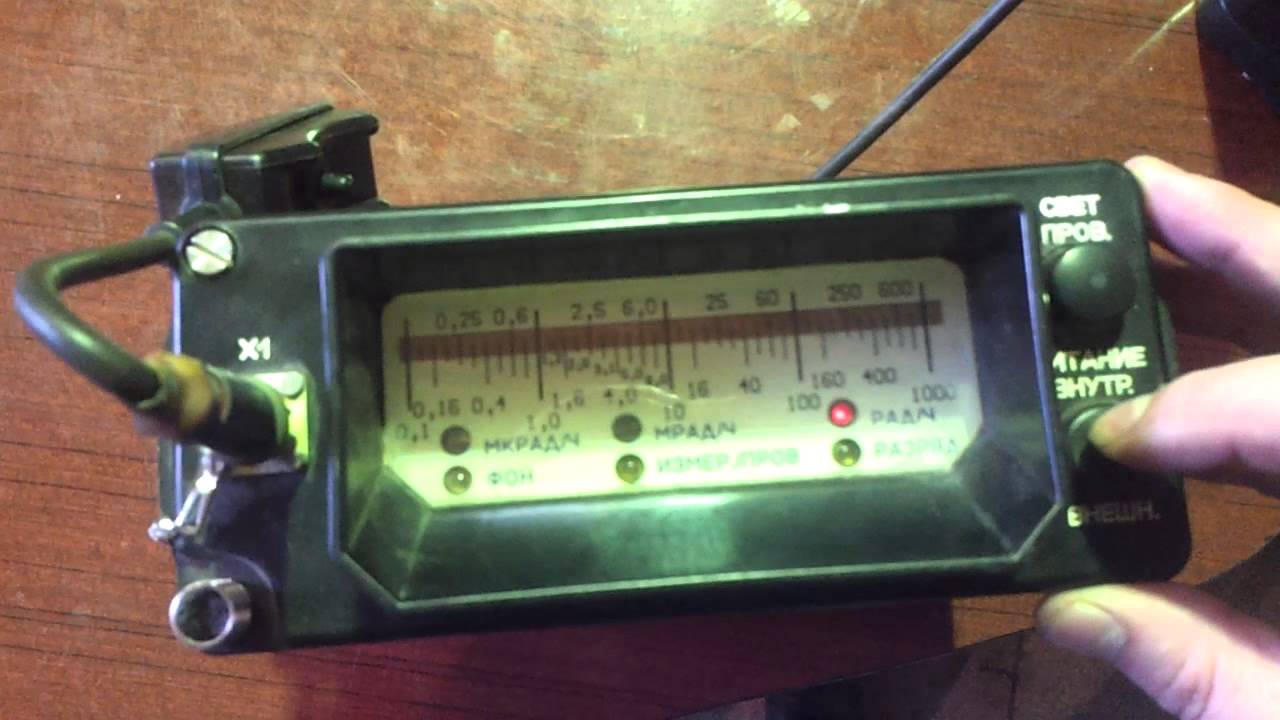 СВЕТ
ПРОВ.
X1
0,25 0,6 2,5 6,0 25 60 250 600
0,16 0,4 1,6 4,0 16 40 160 400
0,1 1,0 10 100 1000
МКРАД/Ч МРАД/Ч РАД/Ч
ФОН ИЗМЕР./ПРОВ РАЗРЯД
ИТАНИЕ
ВНУТР.
ВНЕШН.